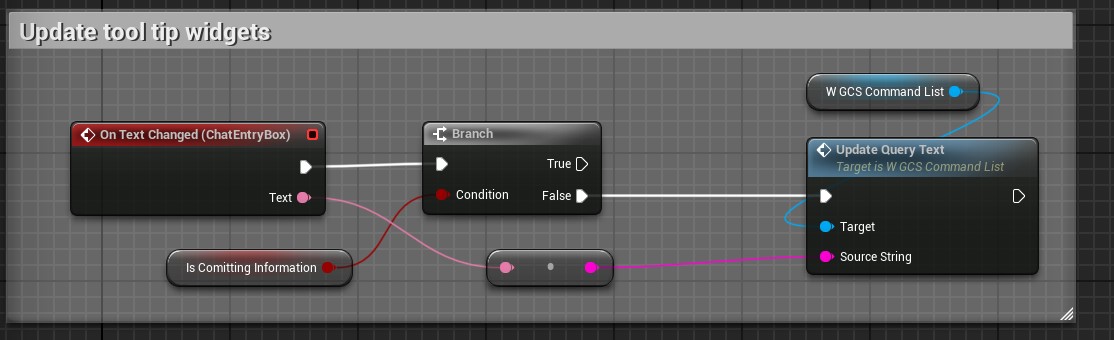 Update tool tip widgets
W GCS Command List
On Text Changed (ChatEntryBox)
Text
Branch
True
Condition
False
Update Query Text
Target is W GCS Command List
Target
Source String
Is Comitting Information